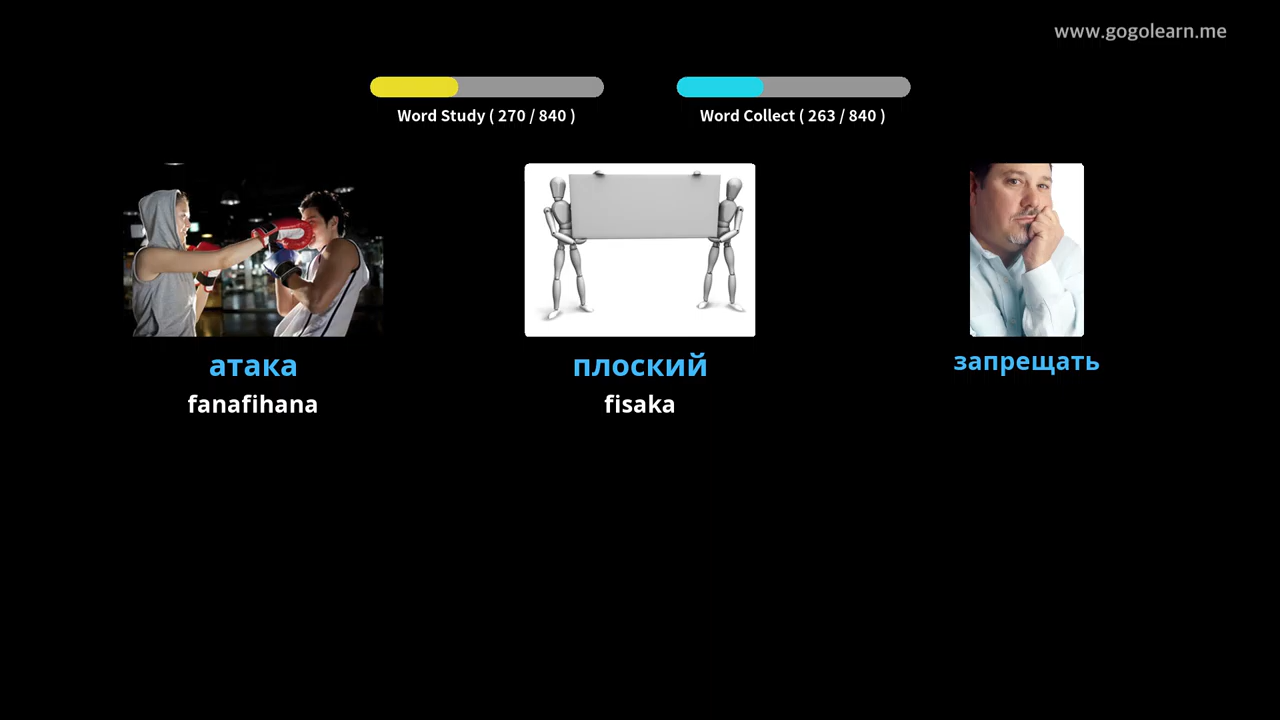 www.gogolearn.me
Word Study ( 270 / 840 )
Word Collect ( 263 / 840 )
атака
плоский
запрещать
fanafihana
fisaka